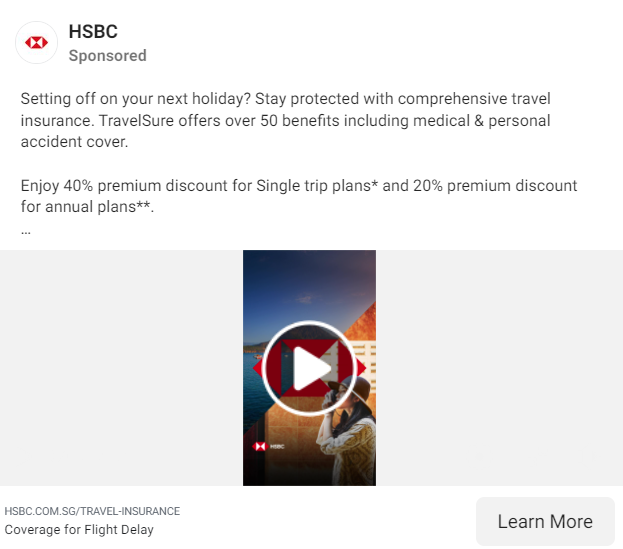 HSBC
Sponsored
Setting off on your next holiday? Stay protected with comprehensive travel
insurance. TravelSure offers over 50 benefits including medical & personal
accident cover.
Enjoy 40% premium discount for Single trip plans* and 20% premium discount
for annual plans**.
...
HSBC
HSBC.COM.SG/TRAVEL-INSURANCE
Coverage for Flight Delay
Learn More